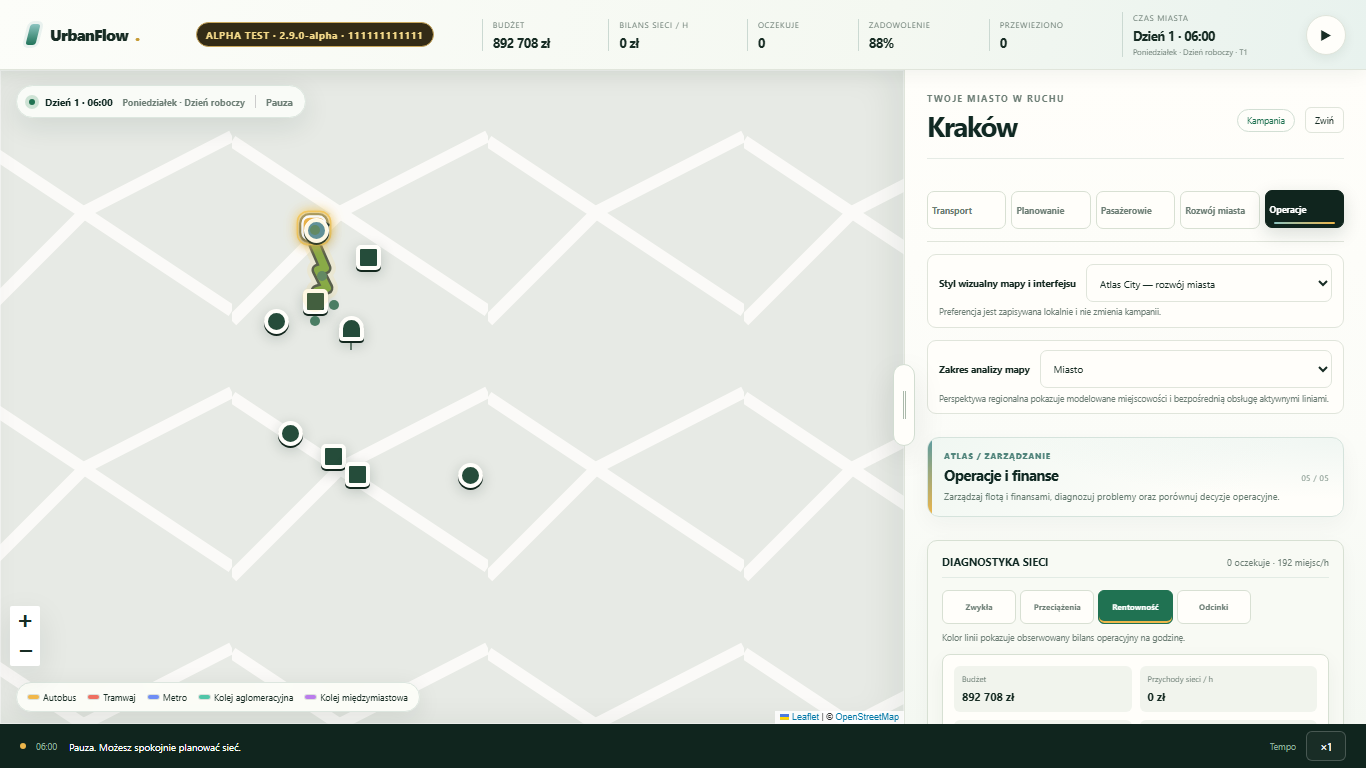 UrbanFlow .
ALPHA TEST · 2.9.0-alpha · 111111111111
BUDŻET
892 708 zł
BILANS SIECI / H
0 zł
OCZEKUJE
0
ZADOWOLENIE
88%
PRZEWIEZIONO
0
CZAS MIASTA
Dzień 1 · 06:00
Poniedziałek · Dzień roboczy · T1
Dzień 1 · 06:00 Poniedziałek · Dzień roboczy Pauza
TWOJE MIASTO W RUCHU
Kraków
Kampania
Zwiń
Transport
Planowanie
Pasażerowie
Rozwój miasta
Operacje
Styl wizualny mapy i interfejsu
Atlas City — rozwój miasta
Preferencja jest zapisywana lokalnie i nie zmienia kampanii.
Zakres analizy mapy
Miasto
Perspektywa regionalna pokazuje modelowane miejscowości i bezpośrednią obsługę aktywnymi liniami.
ATLAS / ZARZĄDZANIE
Operacje i finanse
05 / 05
Zarządzaj flotą i finansami, diagnozuj problemy oraz porównuj decyzje operacyjne.
DIAGNOSTYKA SIECI
0 oczekuje · 192 miejsc/h
Zwykła
Przeciążenia
Rentowność
Odcinki
Kolor linii pokazuje obserwowany bilans operacyjny na godzinę.
Budżet
892 708 zł
Przychody sieci / h
0 zł
+
−
Autobus
Tramwaj
Metro
Kolej aglomeracyjna
Kolej międzymiastowa
Leaflet | © OpenStreetMap
06:00 Pauza. Możesz spokojnie planować sieć.
Tempo
×1